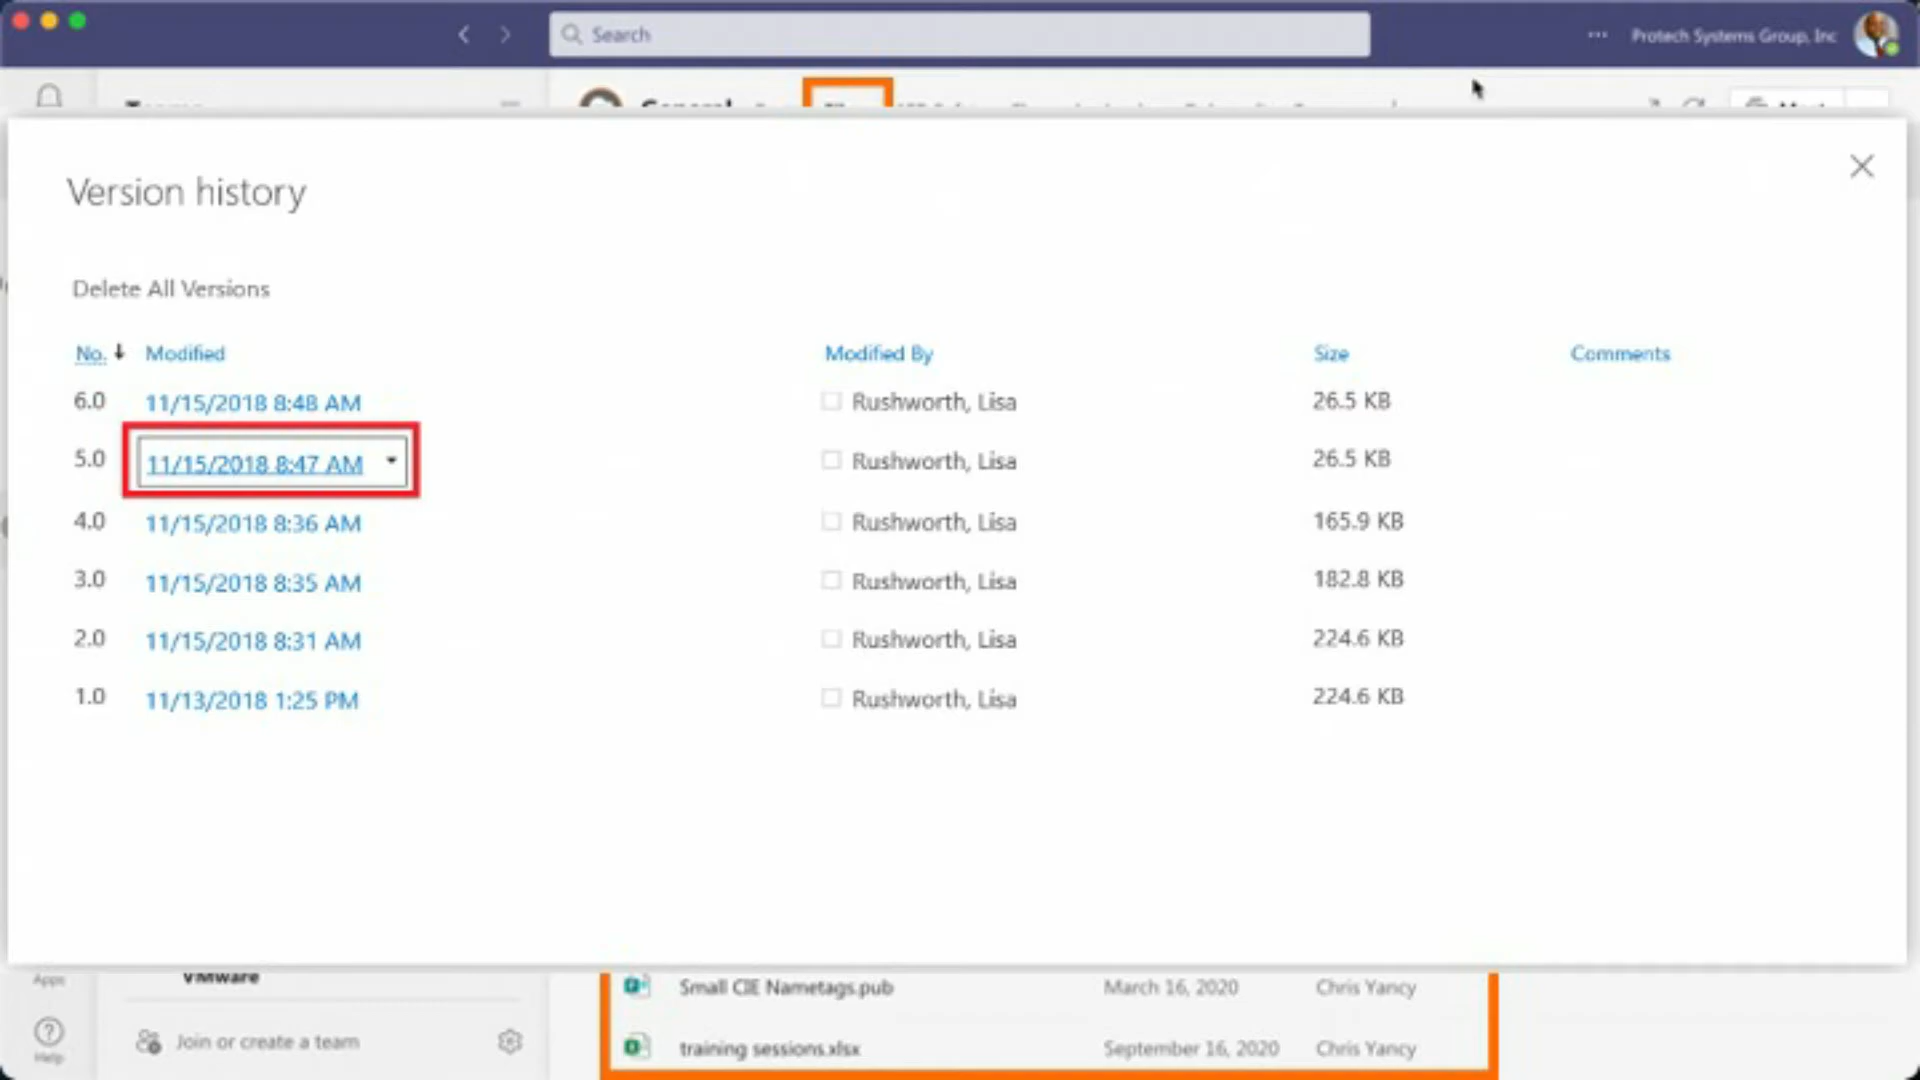 Search
Protech Systems Group, Inc
General
Version history
Delete All Versions
No. Modified Modified By Size Comments
6.0 11/15/2018 8:48 AM Rushworth, Lisa 26.5 KB
5.0 11/15/2018 8:47 AM Rushworth, Lisa 26.5 KB
4.0 11/15/2018 8:36 AM Rushworth, Lisa 165.9 KB
3.0 11/15/2018 8:35 AM Rushworth, Lisa 182.8 KB
2.0 11/15/2018 8:31 AM Rushworth, Lisa 224.6 KB
1.0 11/13/2018 1:25 PM Rushworth, Lisa 224.6 KB
Apps
VMware
Small CIE Nametags.pub March 16, 2020 Chris Yancy
Help
Join or create a team
training sessions.xlsx September 16, 2020 Chris Yancy